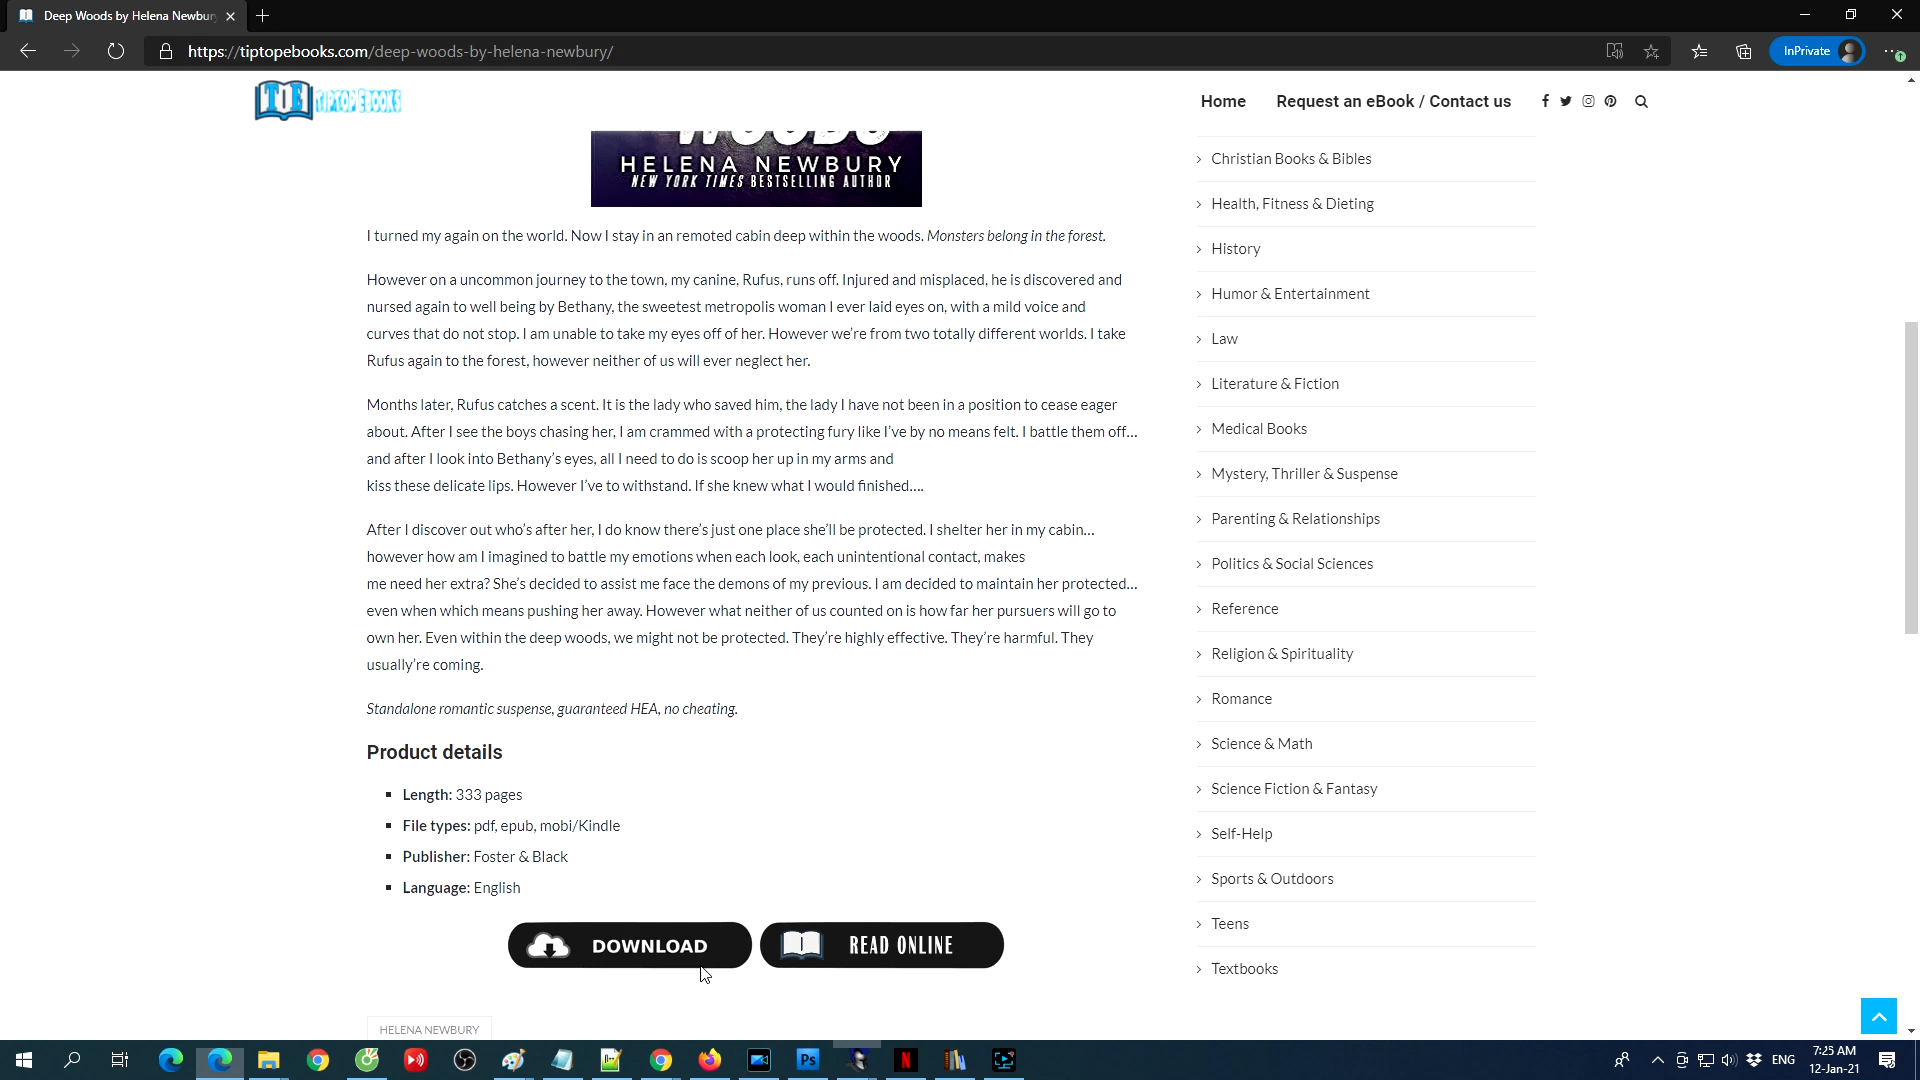 Deep Woods by Helena Newbury
https://tiptopebooks.com/deep-woods-by-helena-newbury/
InPrivate
TOE TIPTOP EBOOKS
Home
Request an eBook / Contact us
HELENA NEWBURY
NEW YORK TIMES BESTSELLING AUTHOR
I turned my again on the world. Now I stay in an remoted cabin deep within the woods. Monsters belong in the forest.
However on a uncommon journey to the town, my canine, Rufus, runs off. Injured and misplaced, he is discovered and
nursed again to well being by Bethany, the sweetest metropolis woman I ever laid eyes on, with a mild voice and
curves that do not stop. I am unable to take my eyes off of her. However we're from two totally different worlds. I take
Rufus again to the forest, however neither of us will ever neglect her.
Months later, Rufus catches a scent. It is the lady who saved him, the lady I have not been in a position to cease eager
about. After I see the boys chasing her, I am crammed with a protecting fury like I've by no means felt. I battle them off...
and after I look into Bethany's eyes, all I need to do is scoop her up in my arms and
kiss these delicate lips. However I've to withstand. If she knew what I would finished....
After I discover out who's after her, I do know there's just one place she'll be protected. I shelter her in my cabin...
however how am I imagined to battle my emotions when each look, each unintentional contact, makes
me need her extra? She's decided to assist me face the demons of my previous. I am decided to maintain her protected...
even when which means pushing her away. However what neither of us counted on is how far her pursuers will go to
own her. Even within the deep woods, we might not be protected. They're highly effective. They're harmful. They
usually're coming.
Standalone romantic suspense, guaranteed HEA, no cheating.
Product details
Length: 333 pages
File types: pdf, epub, mobi/Kindle
Publisher: Foster & Black
Language: English
DOWNLOAD
READ ONLINE
HELENA NEWBURY
Christian Books & Bibles
Health, Fitness & Dieting
History
Humor & Entertainment
Law
Literature & Fiction
Medical Books
Mystery, Thriller & Suspense
Parenting & Relationships
Politics & Social Sciences
Reference
Religion & Spirituality
Romance
Science & Math
Science Fiction & Fantasy
Self-Help
Sports & Outdoors
Teens
Textbooks
Ps
N
ENG
7:25 AM
12-Jan-21